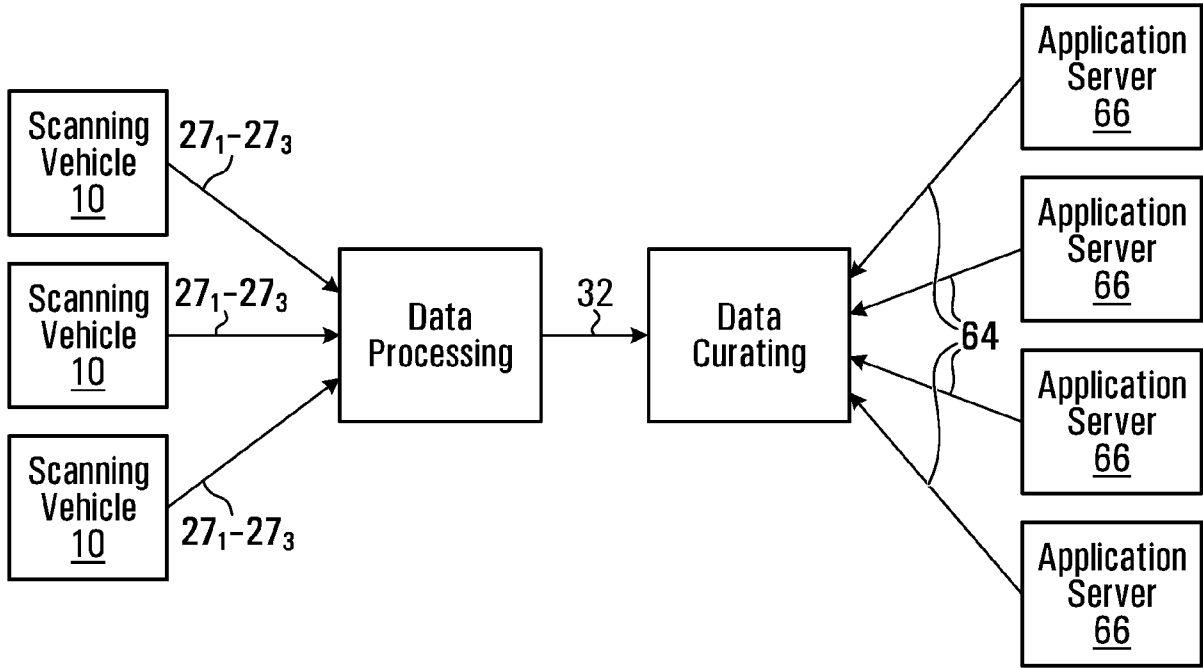 Scanning
Vehicle
10
27₁–27₃
Scanning
Vehicle
10
27₁–27₃
Scanning
Vehicle
10
27₁–27₃
Data
Processing
32
Data
Curating
64
Application
Server
66
Application
Server
66
Application
Server
66
Application
Server
66